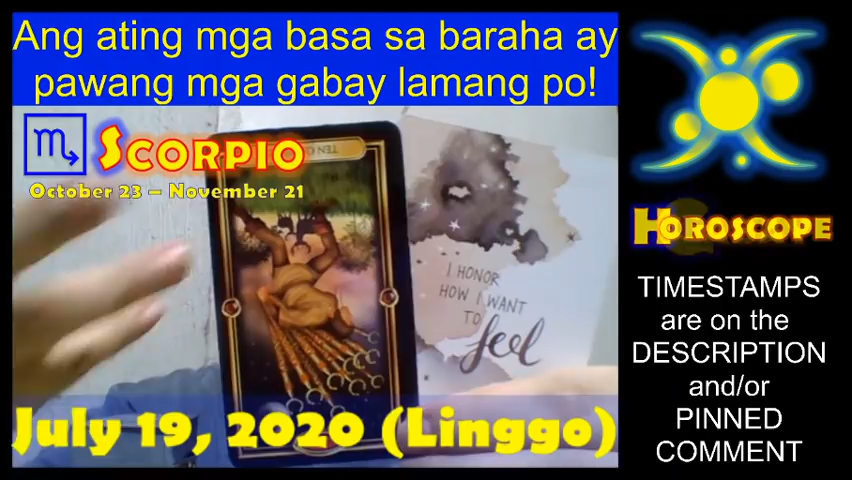 Ang ating mga basa sa baraha ay
pawang mga gabay lamang po!
SCORPIO
October 23 – November 21
TEN
I HONOR
HOW I WANT
TO feel
July 19, 2020 (Linggo)
HOROSCOPE
TIMESTAMPS
are on the
DESCRIPTION
and/or
PINNED
COMMENT